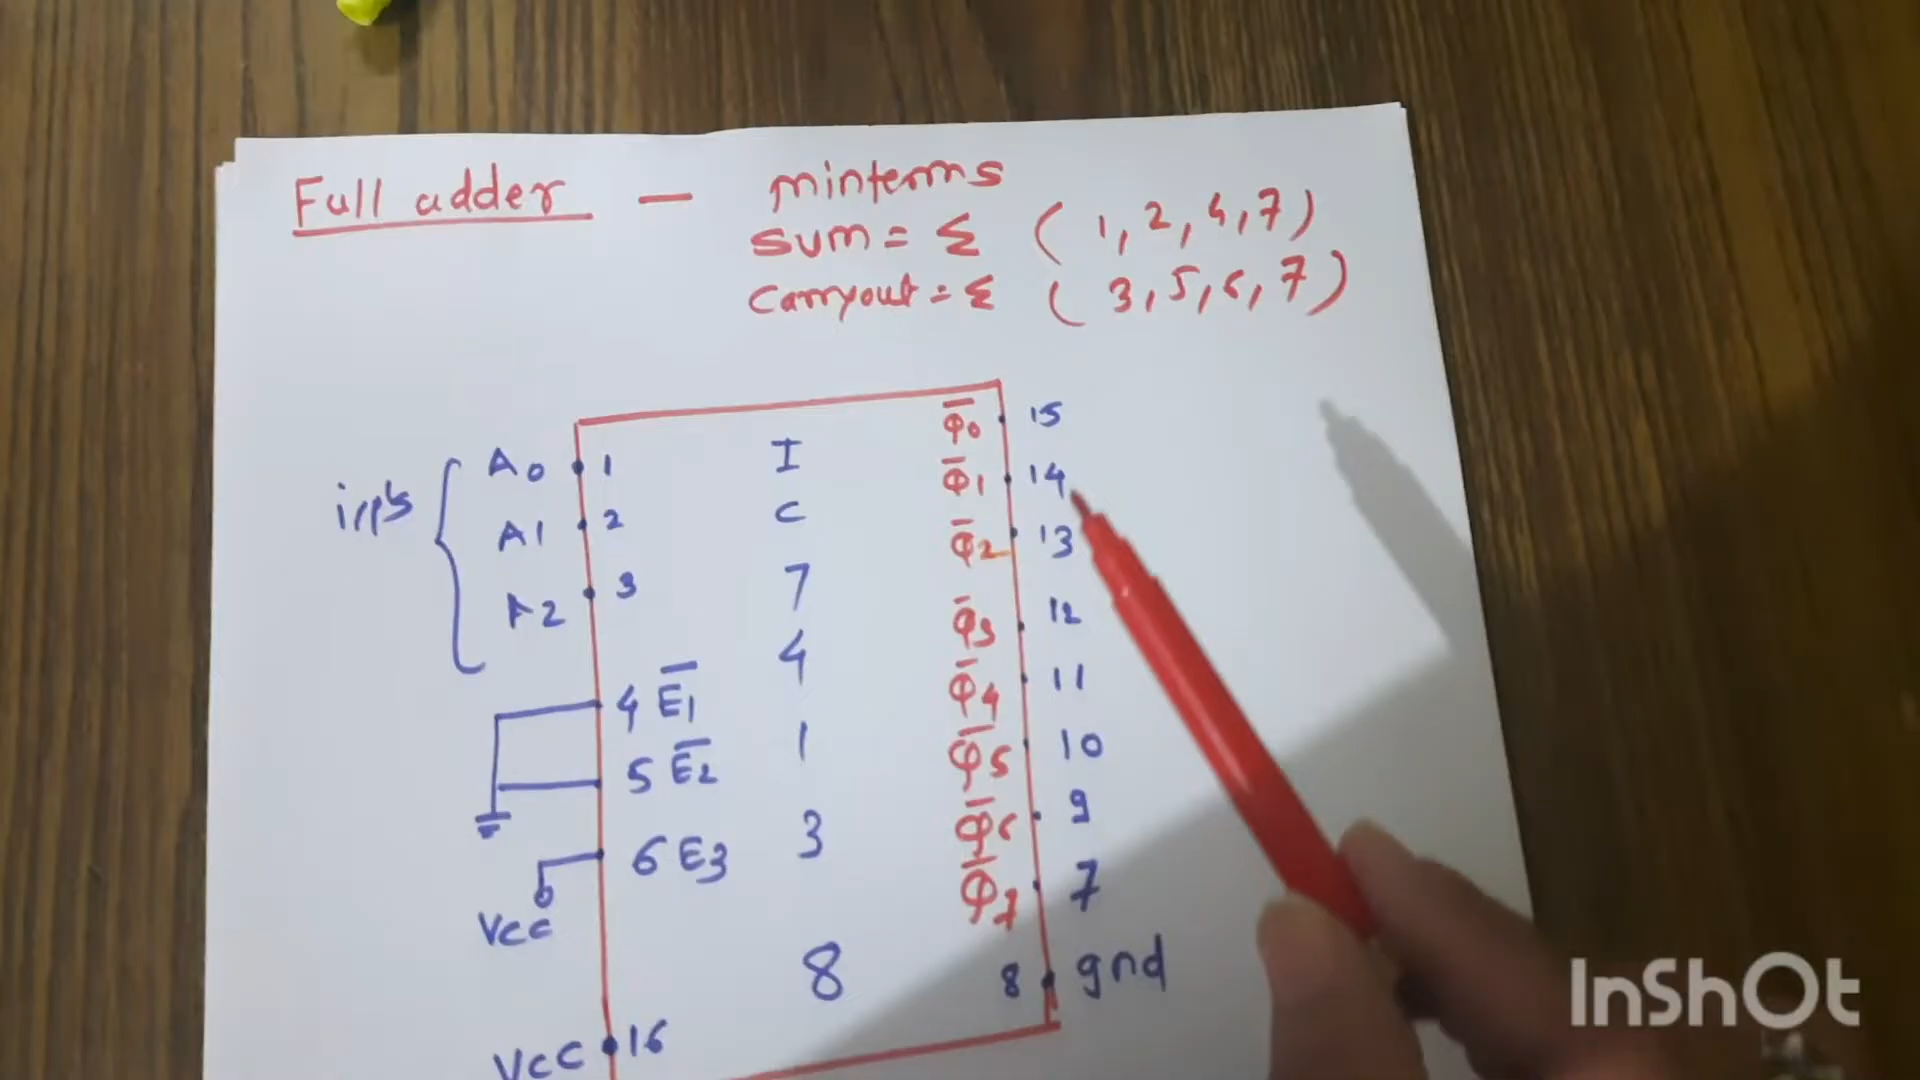 Full adder — minterms
sum = Σ (1,2,4,7)
Carryout = Σ (3,5,6,7)
i/p's
A0 1
A1 2
A2 3
4 E̅1
5 E̅2
6 E3
Vcc
Vcc 16
I
C
7
4
1
3
8
Φ̅0 15
Φ̅1 14
Φ̅2 13
Φ̅3 12
Φ̅4 11
Φ̅5 10
Φ̅6 9
Φ̅7 7
8 gnd
InShOt